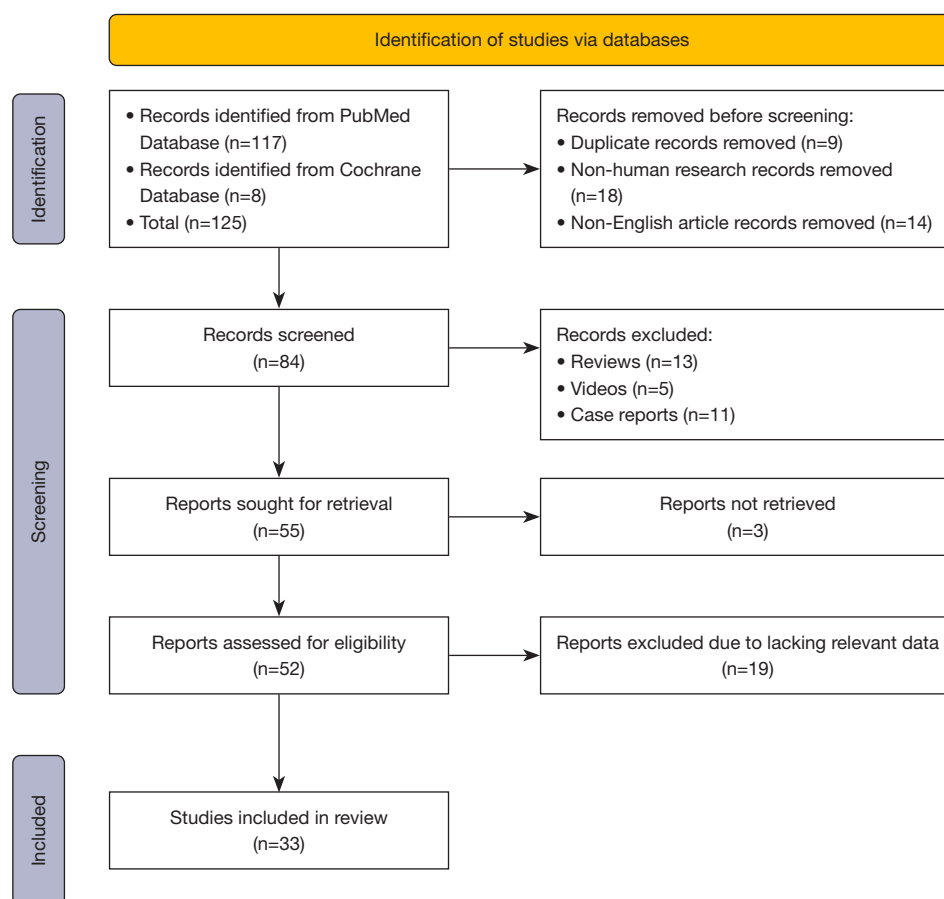 Identification of studies via databases
Identification
• Records identified from PubMed
Database (n=117)
• Records identified from Cochrane
Database (n=8)
• Total (n=125)
Records removed before screening:
• Duplicate records removed (n=9)
• Non-human research records removed
(n=18)
• Non-English article records removed (n=14)
Screening
Records screened
(n=84)
Records excluded:
• Reviews (n=13)
• Videos (n=5)
• Case reports (n=11)
Reports sought for retrieval
(n=55)
Reports not retrieved
(n=3)
Reports assessed for eligibility
(n=52)
Reports excluded due to lacking relevant data
(n=19)
Included
Studies included in review
(n=33)